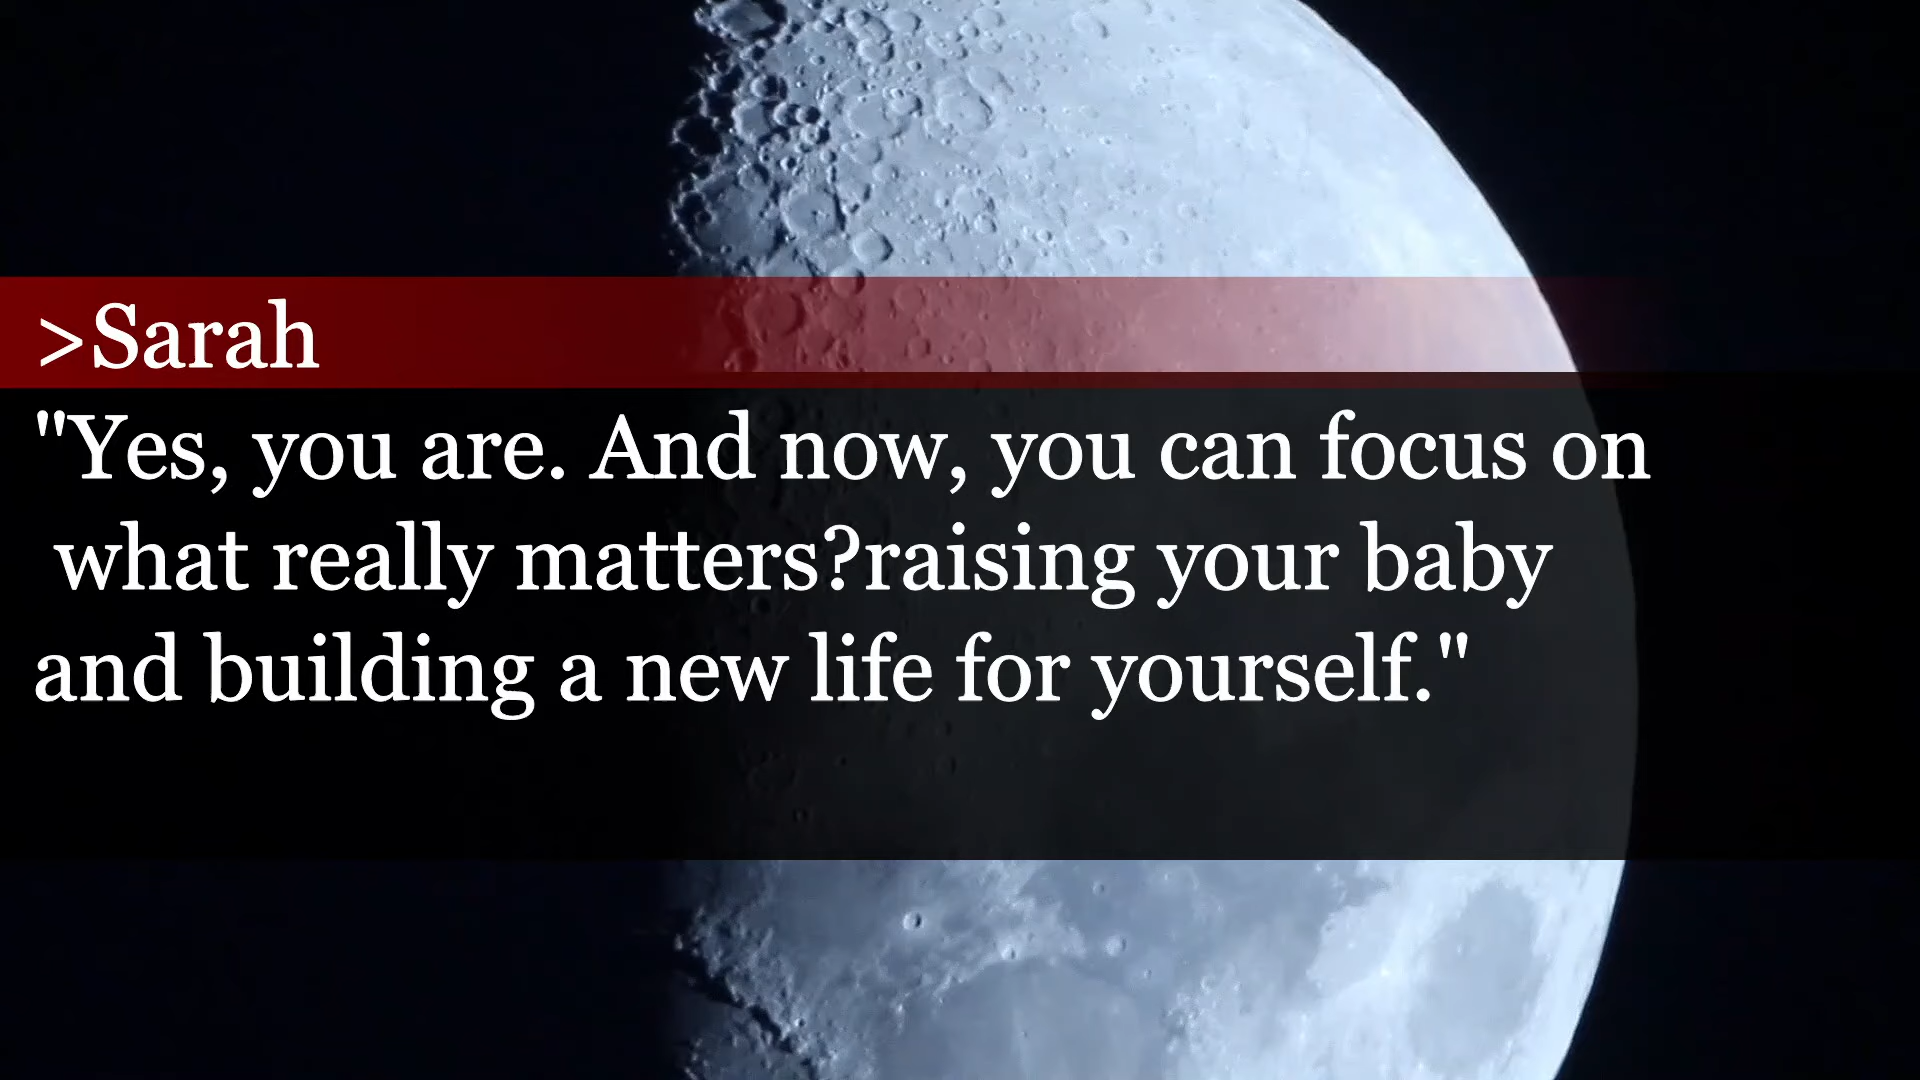 >Sarah
"Yes, you are. And now, you can focus on
what really matters?raising your baby
and building a new life for yourself."